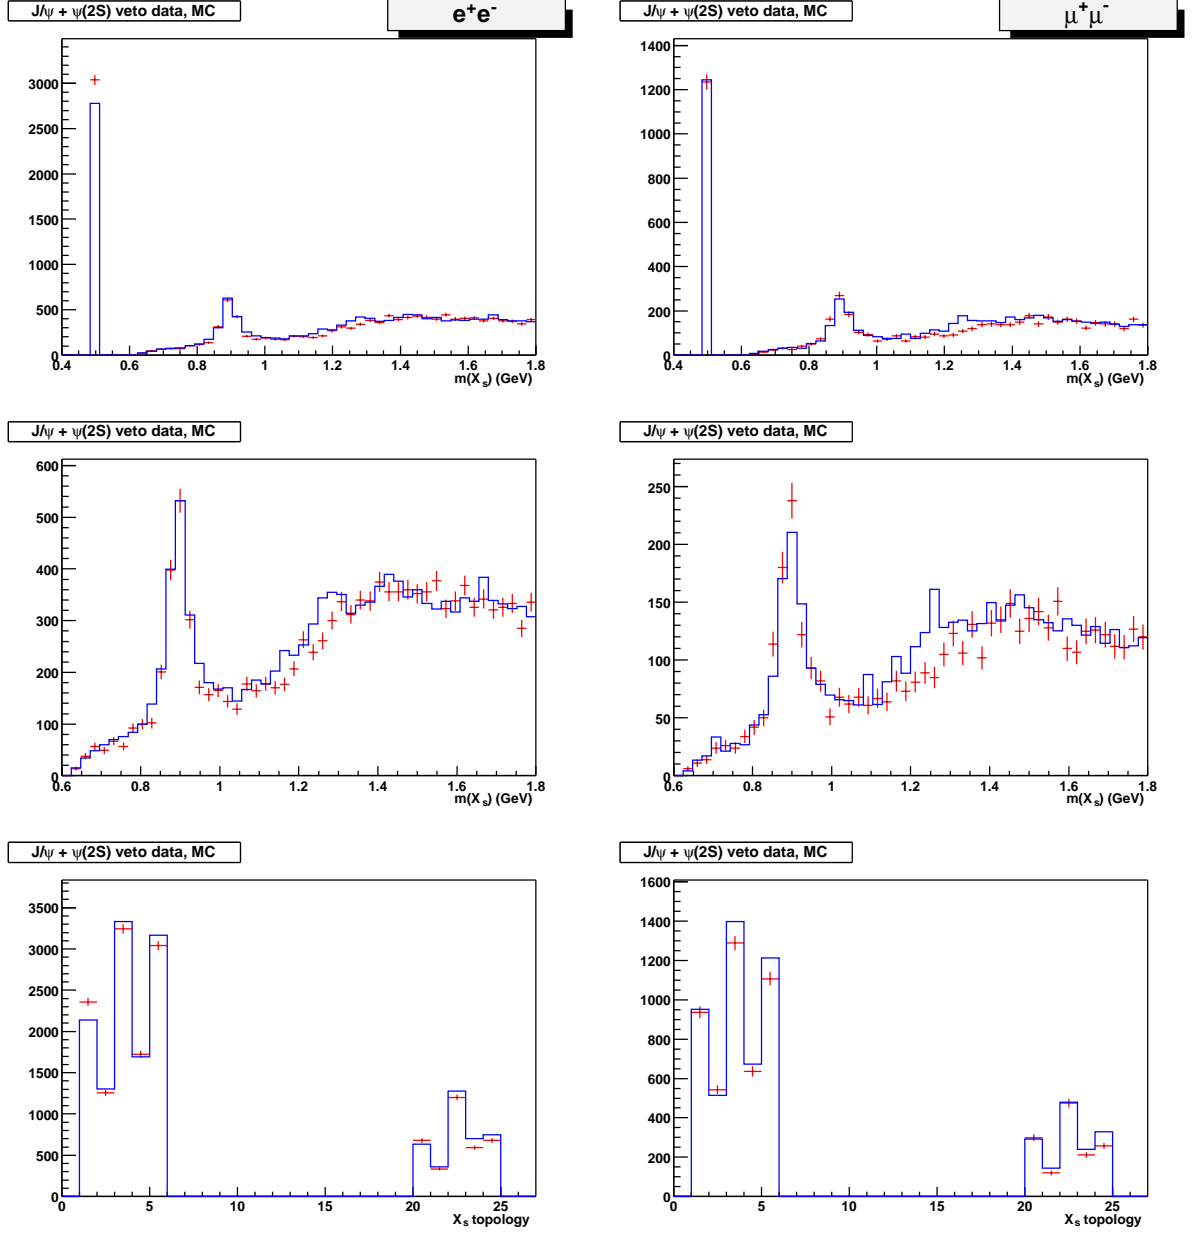 J/ψ + ψ(2S) veto data, MC
e⁺e⁻
3000
2500
2000
1500
1000
500
0
0.4 0.6 0.8 1 1.2 1.4 1.6 1.8
m(Xₛ) (GeV)
J/ψ + ψ(2S) veto data, MC
μ⁺μ⁻
1400
1200
1000
800
600
400
200
0
0.4 0.6 0.8 1 1.2 1.4 1.6 1.8
m(Xₛ) (GeV)
J/ψ + ψ(2S) veto data, MC
600
500
400
300
200
100
0
0.6 0.8 1 1.2 1.4 1.6 1.8
m(Xₛ) (GeV)
J/ψ + ψ(2S) veto data, MC
250
200
150
100
50
0
0.6 0.8 1 1.2 1.4 1.6 1.8
m(Xₛ) (GeV)
J/ψ + ψ(2S) veto data, MC
3500
3000
2500
2000
1500
1000
500
0
0 5 10 15 20 25
Xₛ topology
J/ψ + ψ(2S) veto data, MC
1600
1400
1200
1000
800
600
400
200
0
0 5 10 15 20 25
Xₛ topology